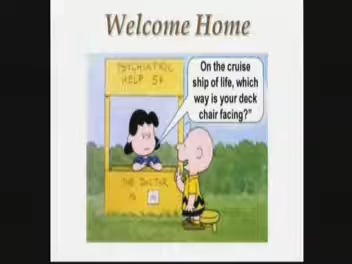 Welcome Home
PSYCHIATRIC
HELP 5¢
On the cruise
ship of life, which
way is your deck
chair facing?"
THE DOCTOR
IS IN